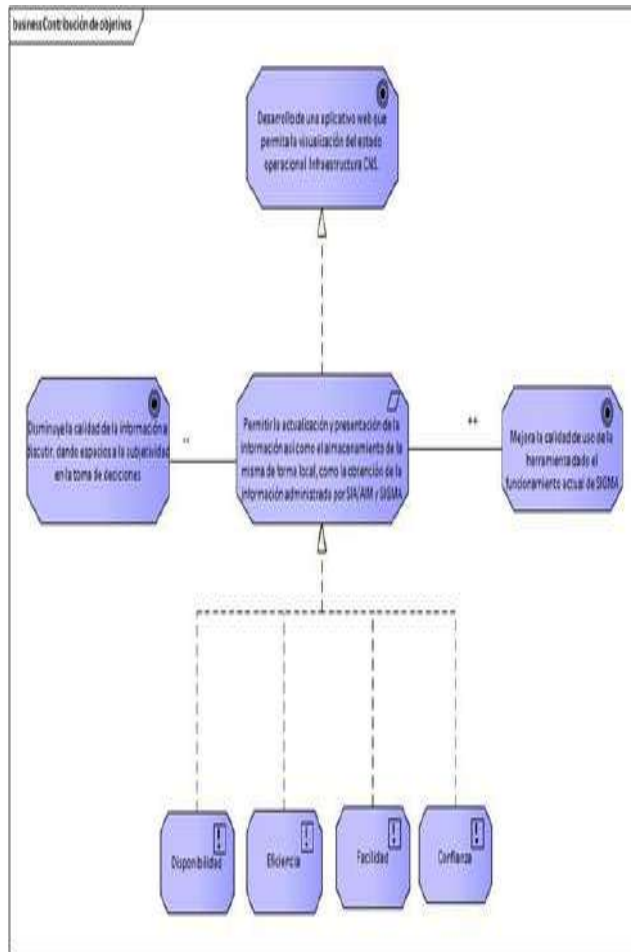 businessContribución de objetivos
Desarrollo de una aplicativo web que
permita la visualización del estado
operacional Infraestructura CNS.
Disminuye la calidad de la información a
discutir, dando espacios a la subjetividad
en la toma de deciciones
--
Permitir la actualización y presentación de la
información así como el almacenamiento de la
misma de forma local, como la obtención de la
información administrada por SIA/AIM y SIGMA
++
Mejora la calidad de uso de la
herramienta dado el
funcionamiento actual de SIGMA
Disponibilidad
Eficiencia
Facilidad
Confianza